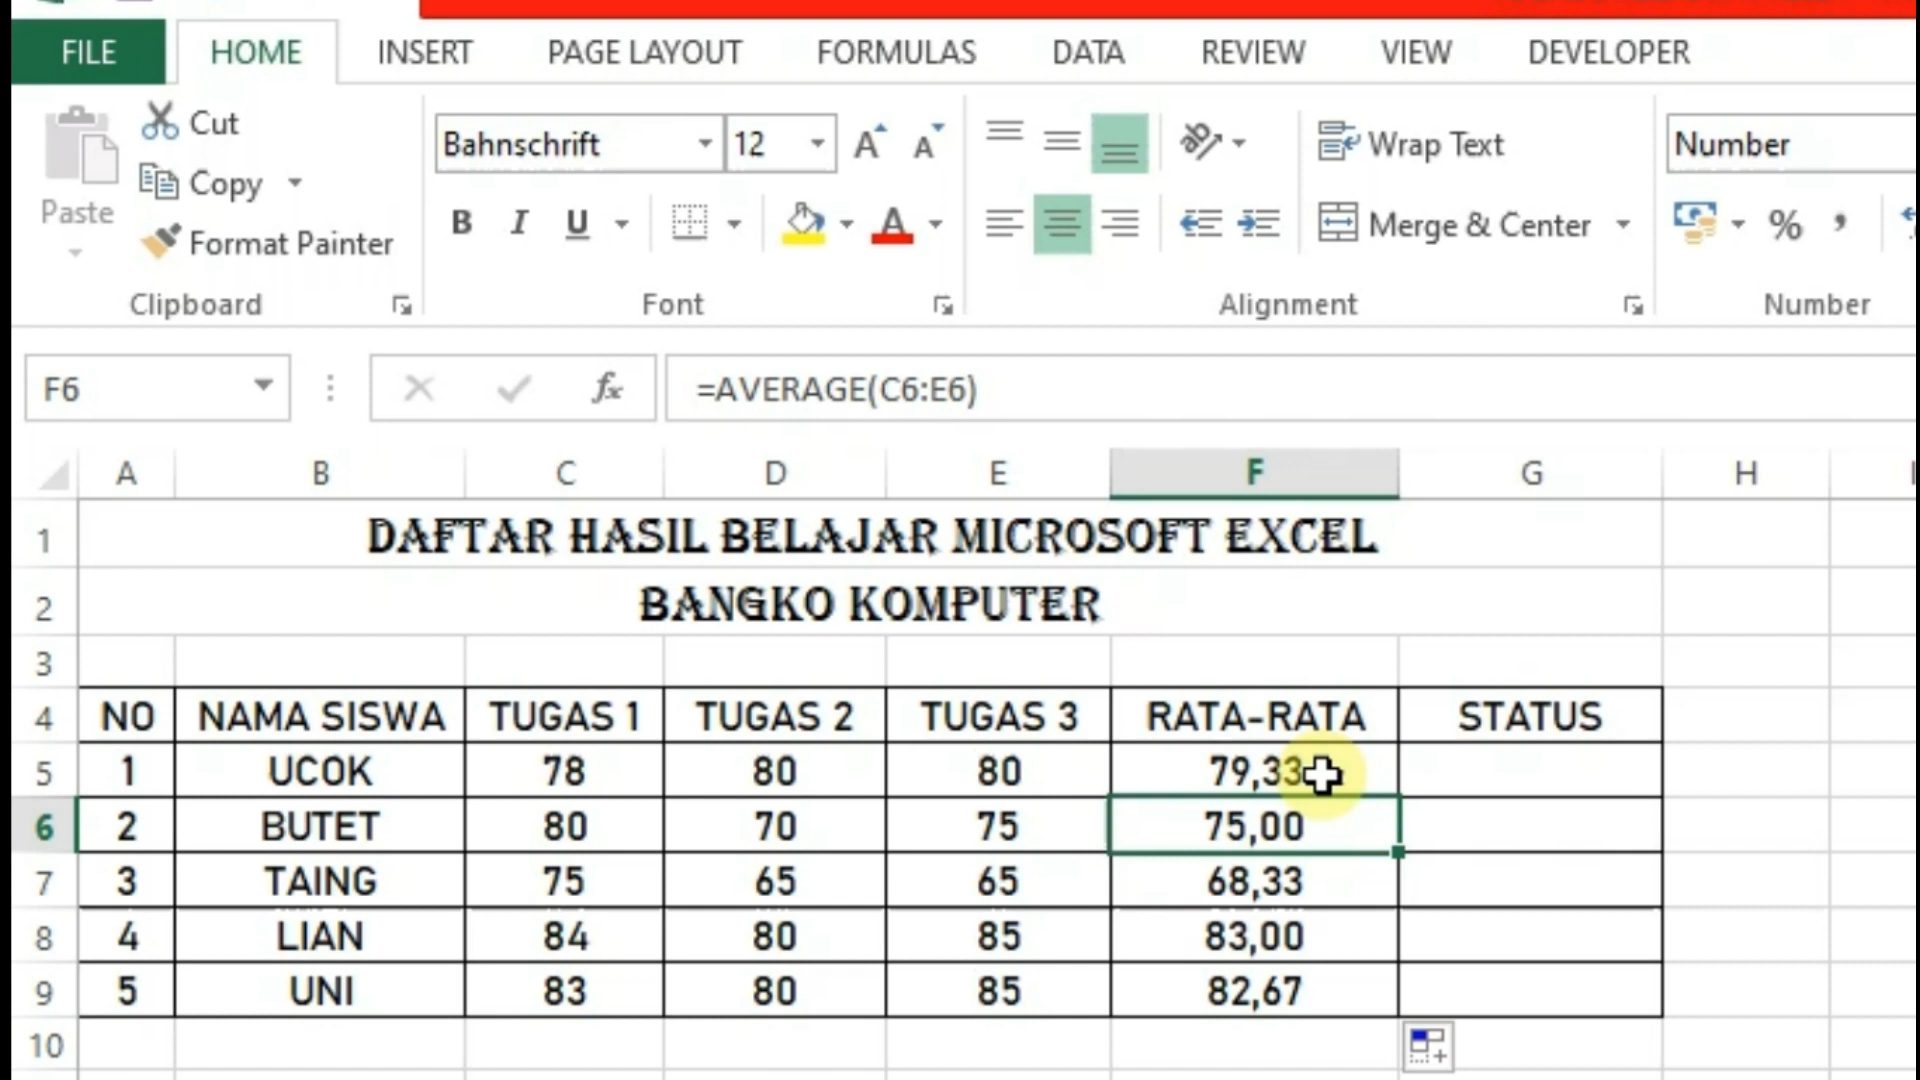 FILE HOME INSERT PAGE LAYOUT FORMULAS DATA REVIEW VIEW DEVELOPER
Paste
Cut
Copy
Format Painter
Clipboard
Bahnschrift 12
B I U
Font
Wrap Text
Merge & Center
Alignment
Number
%
Number
F6 fx =AVERAGE(C6:E6)
A B C D E F G H
1 DAFTAR HASIL BELAJAR MICROSOFT EXCEL
2 BANGKO KOMPUTER
3
4 NO NAMA SISWA TUGAS 1 TUGAS 2 TUGAS 3 RATA-RATA STATUS
5 1 UCOK 78 80 80 79,33
6 2 BUTET 80 70 75 75,00
7 3 TAING 75 65 65 68,33
8 4 LIAN 84 80 85 83,00
9 5 UNI 83 80 85 82,67
10